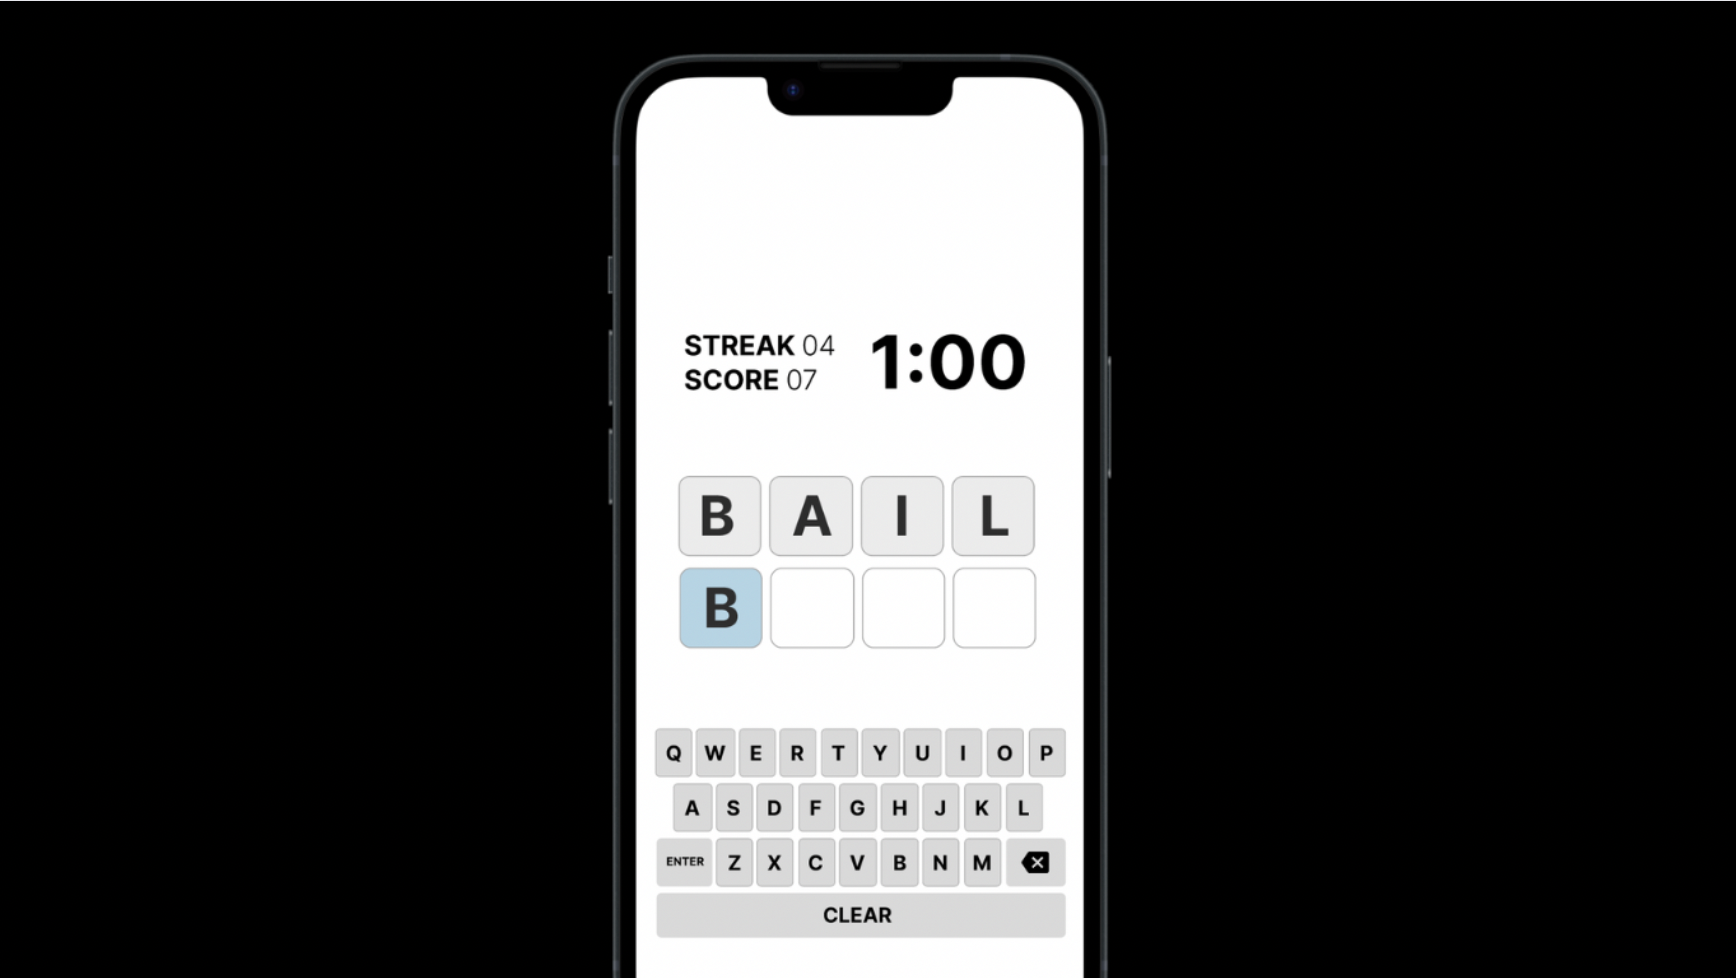 STREAK 04
SCORE 07
1:00
B A I L
B
Q W E R T Y U I O P
A S D F G H J K L
ENTER Z X C V B N M
CLEAR